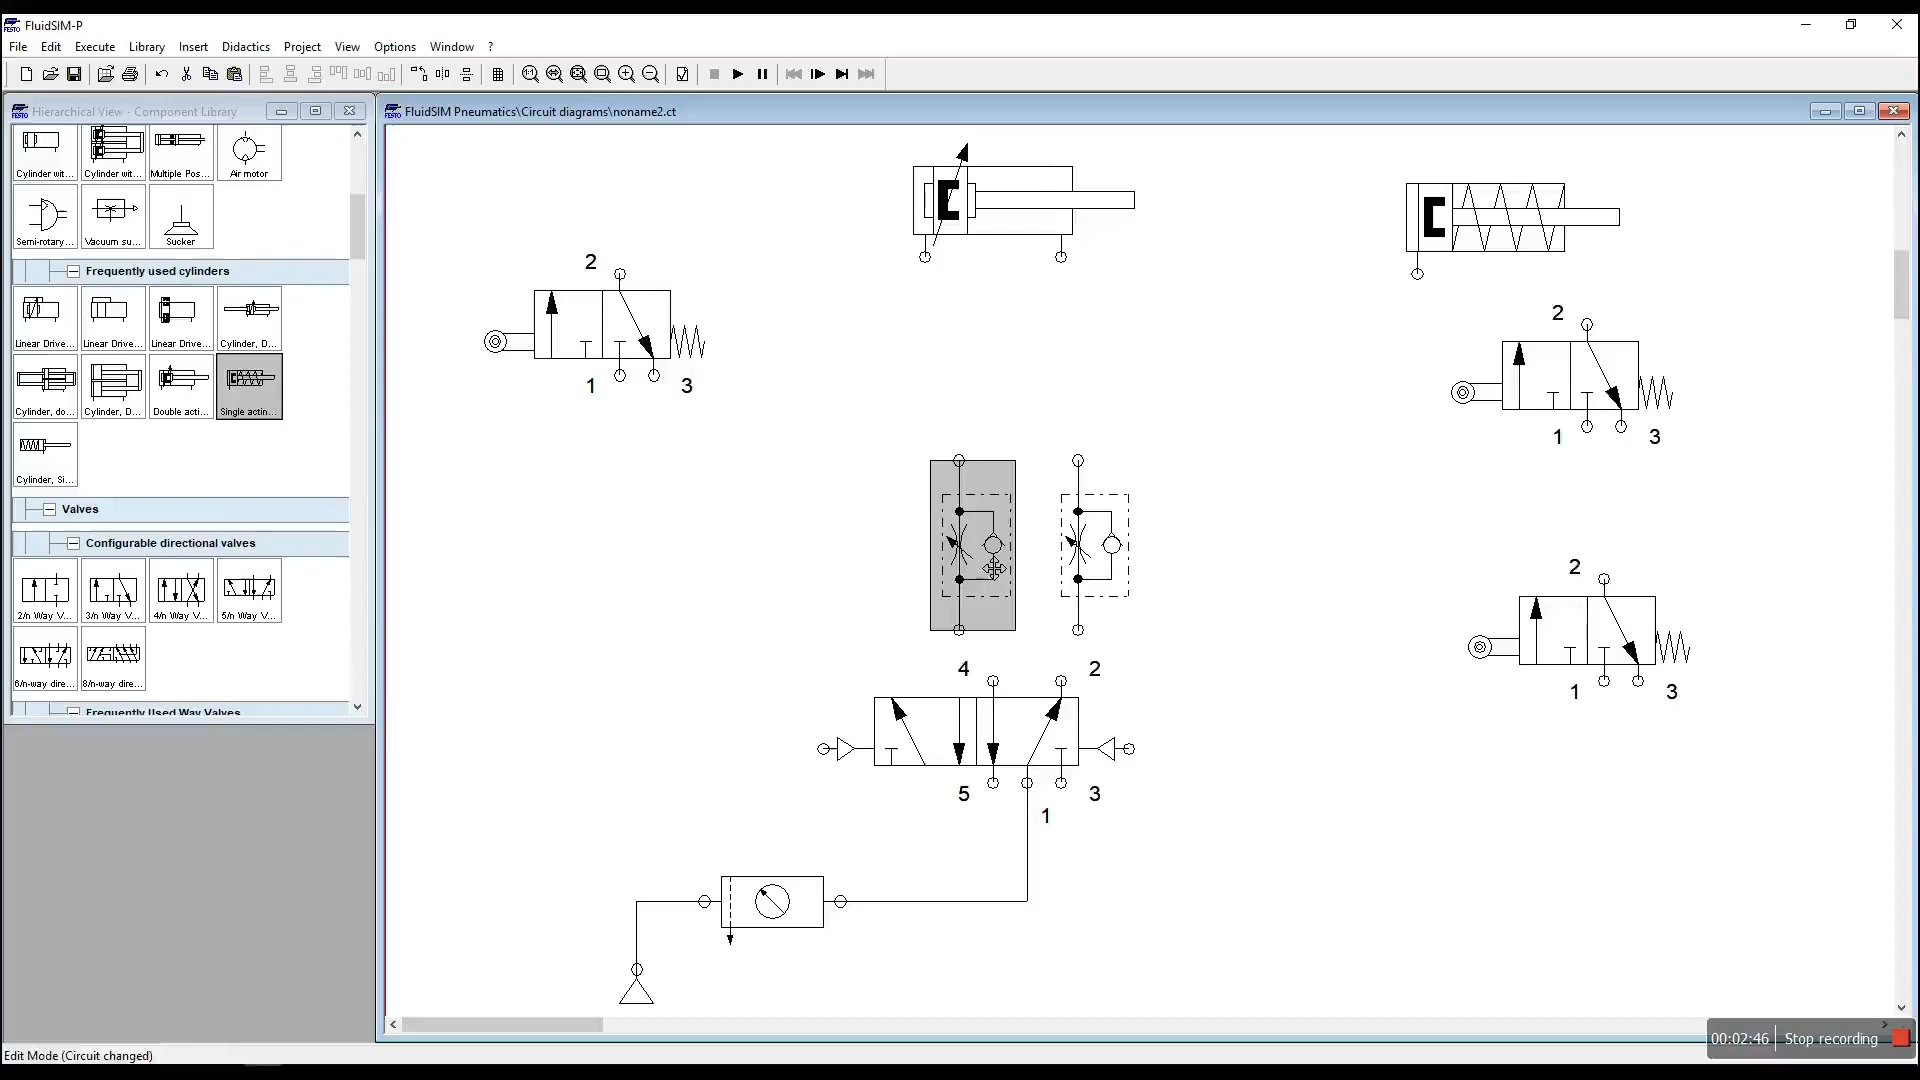 FluidSIM-P
File Edit Execute Library Insert Didactics Project View Options Window ?
Hierarchical View - Component Library
FluidSIM Pneumatics\Circuit diagrams\noname2.ct
Cylinder wit... Cylinder wit... Multiple Pos... Air motor
Semi-rotary... Vacuum su... Sucker
Frequently used cylinders
Linear Drive... Linear Drive... Linear Drive... Cylinder, D...
Cylinder, do... Cylinder, D... Double acti... Single actin...
Cylinder, Si...
Valves
Configurable directional valves
2/n Way V... 3/n Way V... 4/n Way V... 5/n Way V...
6/n-way dire... 8/n-way dire...
Frequently Used Way Valves
2
1 3
2
1 3
2
1 3
4 2
5 3
1
00:02:46 Stop recording
Edit Mode (Circuit changed)